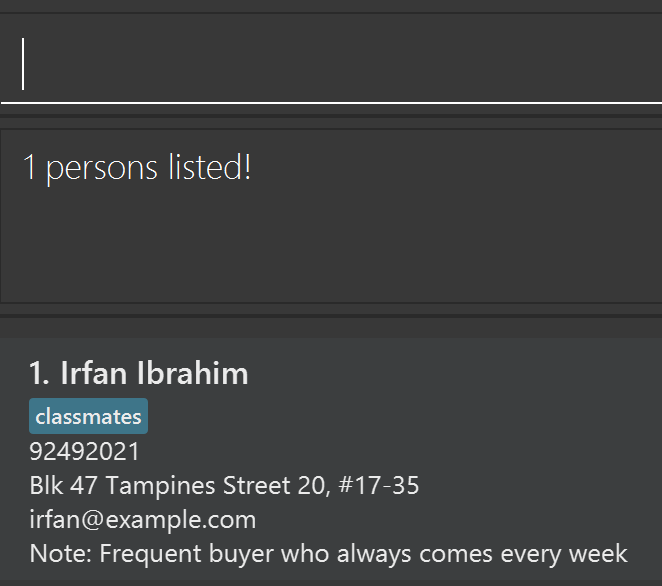 1 persons listed!
1. Irfan Ibrahim
classmates
92492021
Blk 47 Tampines Street 20, #17-35
irfan@example.com
Note: Frequent buyer who always comes every week